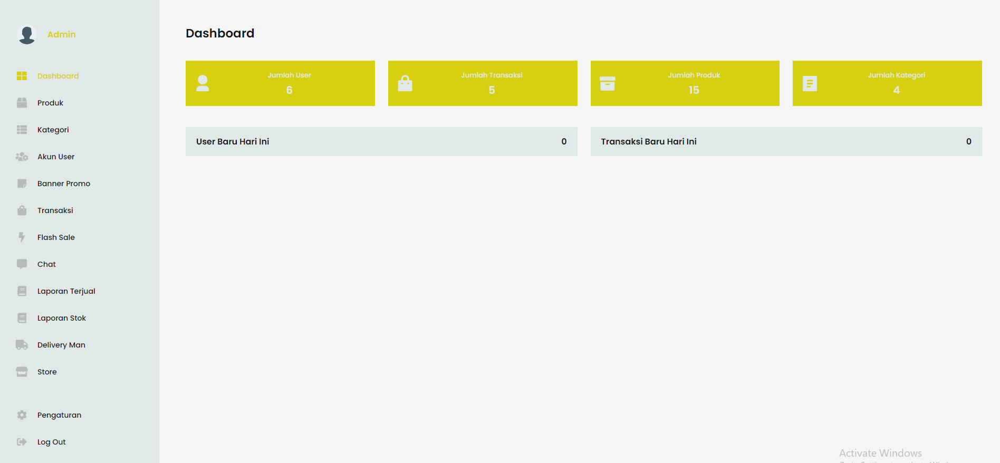 Admin
Dashboard
Produk
Kategori
Akun User
Banner Promo
Transaksi
Flash Sale
Chat
Laporan Terjual
Laporan Stok
Delivery Man
Store
Pengaturan
Log Out
Dashboard
Jumlah User
6
Jumlah Transaksi
5
Jumlah Produk
15
Jumlah Kategori
4
User Baru Hari Ini 0
Transaksi Baru Hari Ini 0
Activate Windows